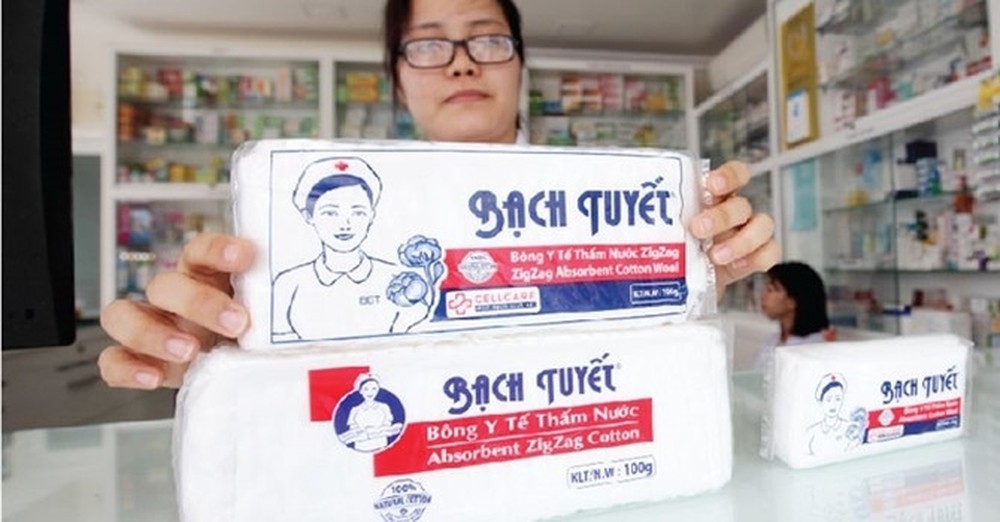 BẠCH TUYẾT®
Bông Y Tế Thấm Nước ZigZag
ZigZag Absorbent Cotton Wool
CELLCARE
KLT/N.W: 100g
BCT
BẠCH TUYẾT®
Bông Y Tế Thấm Nước
Absorbent ZigZag Cotton
KLT/N.W : 100g
100%
NATURAL COTTON
BẠCH TUYẾT